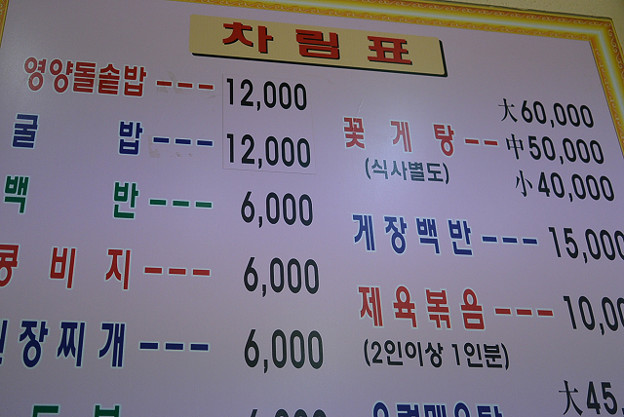 차림표
영양돌솥밥 --- 12,000
굴 밥 --- 12,000
백 반 --- 6,000
콩 비 지 --- 6,000
된장찌개 --- 6,000
꽃 게 탕 -- 大 60,000
中 50,000
(식사별도)
小 40,000
게장백반 --- 15,000
제육볶음 --- 10,00
(2인이상 1인분)
大 45,